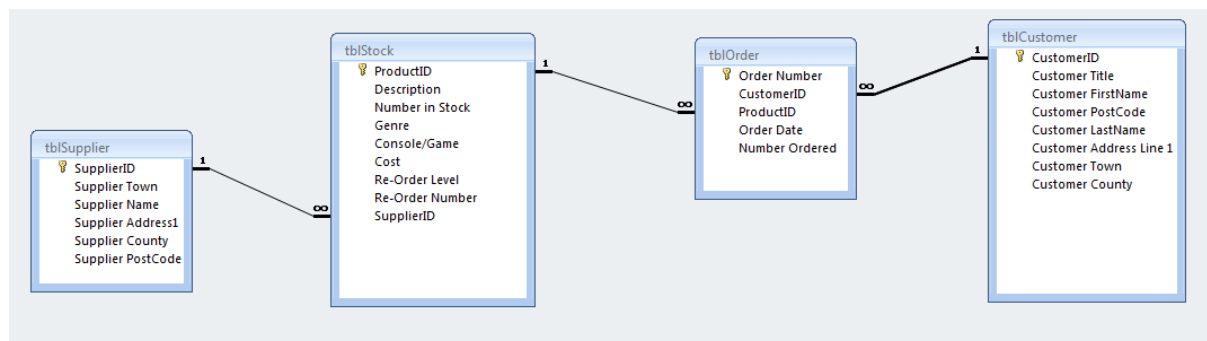 tblSupplier
SupplierID
Supplier Town
Supplier Name
Supplier Address1
Supplier County
Supplier PostCode
1
∞
tblStock
ProductID
Description
Number in Stock
Genre
Console/Game
Cost
Re-Order Level
Re-Order Number
SupplierID
1
∞
tblOrder
Order Number
CustomerID
ProductID
Order Date
Number Ordered
∞
1
tblCustomer
CustomerID
Customer Title
Customer FirstName
Customer PostCode
Customer LastName
Customer Address Line 1
Customer Town
Customer County